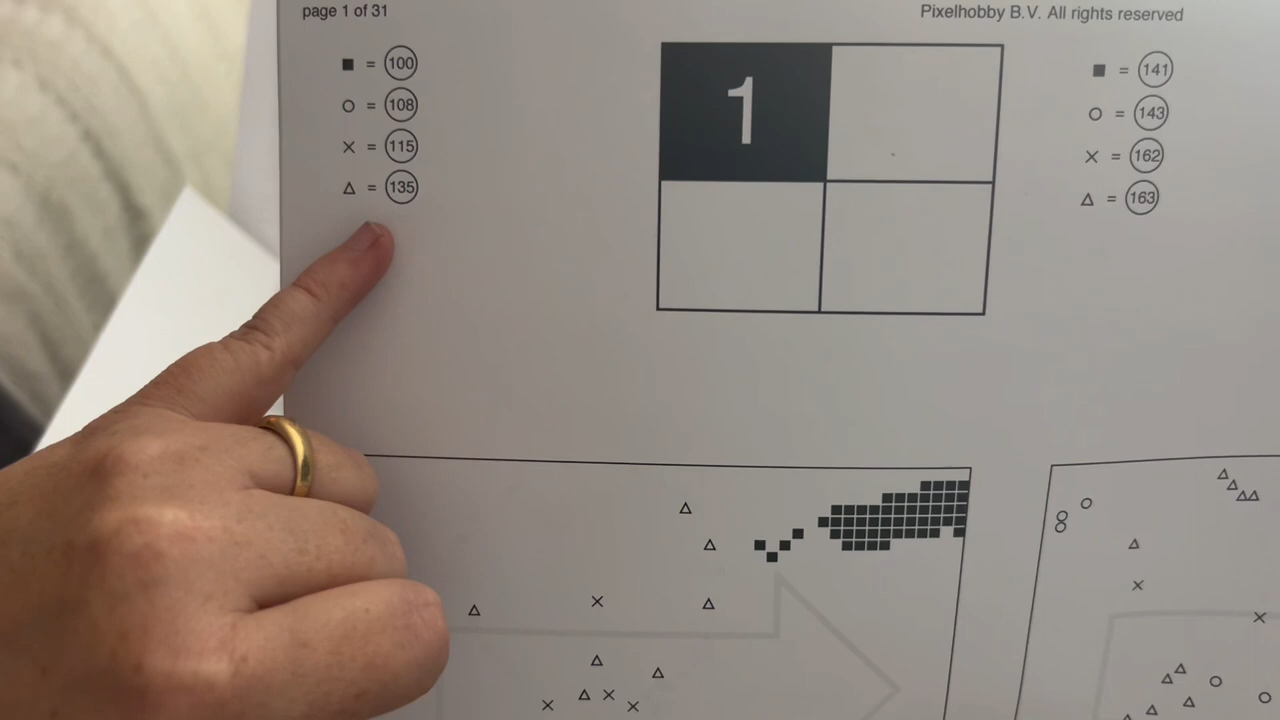 page 1 of 31
Pixelhobby B.V. All rights reserved
■ = 100
○ = 108
× = 115
△ = 135
1
■ = 141
○ = 143
× = 162
△ = 163